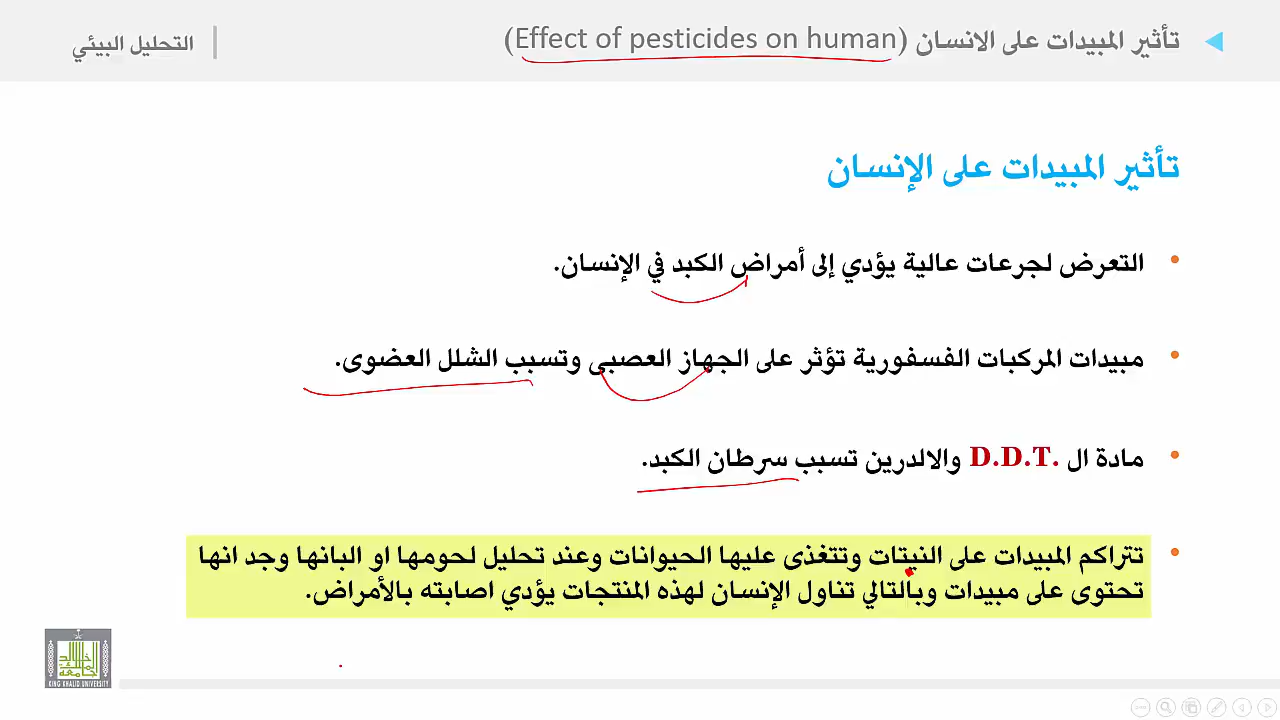 تأثير المبيدات على الانسان (Effect of pesticides on human)
التحليل البيئي
تأثير المبيدات على الإنسان
• التعرض لجرعات عالية يؤدي إلى أمراض الكبد في الإنسان.
• مبيدات المركبات الفسفورية تؤثر على الجهاز العصبى وتسبب الشلل العضوى.
• مادة ال D.D.T. والالدرين تسبب سرطان الكبد.
• تتراكم المبيدات على النبتات وتتغذى عليها الحيوانات وعند تحليل لحومها او البانها وجد انها
تحتوى على مبيدات وبالتالي تناول الإنسان لهذه المنتجات يؤدي اصابته بالأمراض.
KING KHALID UNIVERSITY